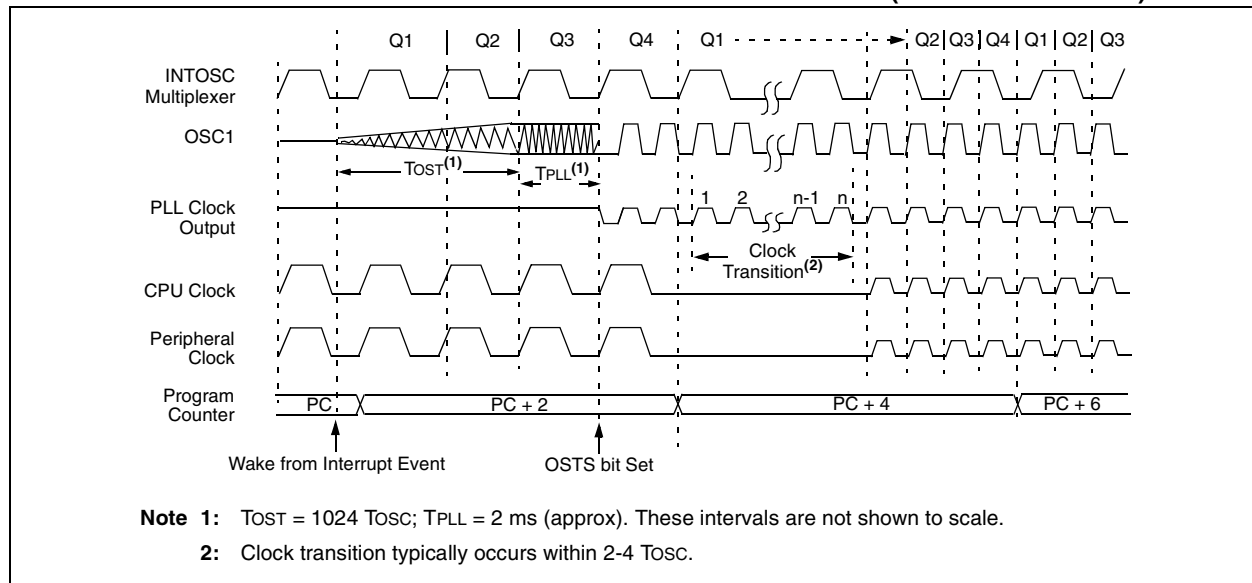 Q1 Q2 Q3 Q4 Q1 Q2 Q3 Q4 Q1 Q2 Q3
INTOSC
Multiplexer
OSC1
TOST(1)
TPLL(1)
1 2 n-1 n
PLL Clock
Output
Clock
Transition(2)
CPU Clock
Peripheral
Clock
Program
Counter
PC PC + 2 PC + 4 PC + 6
Wake from Interrupt Event
OSTS bit Set
Note 1: TOST = 1024 TOSC; TPLL = 2 ms (approx). These intervals are not shown to scale.
2: Clock transition typically occurs within 2-4 TOSC.